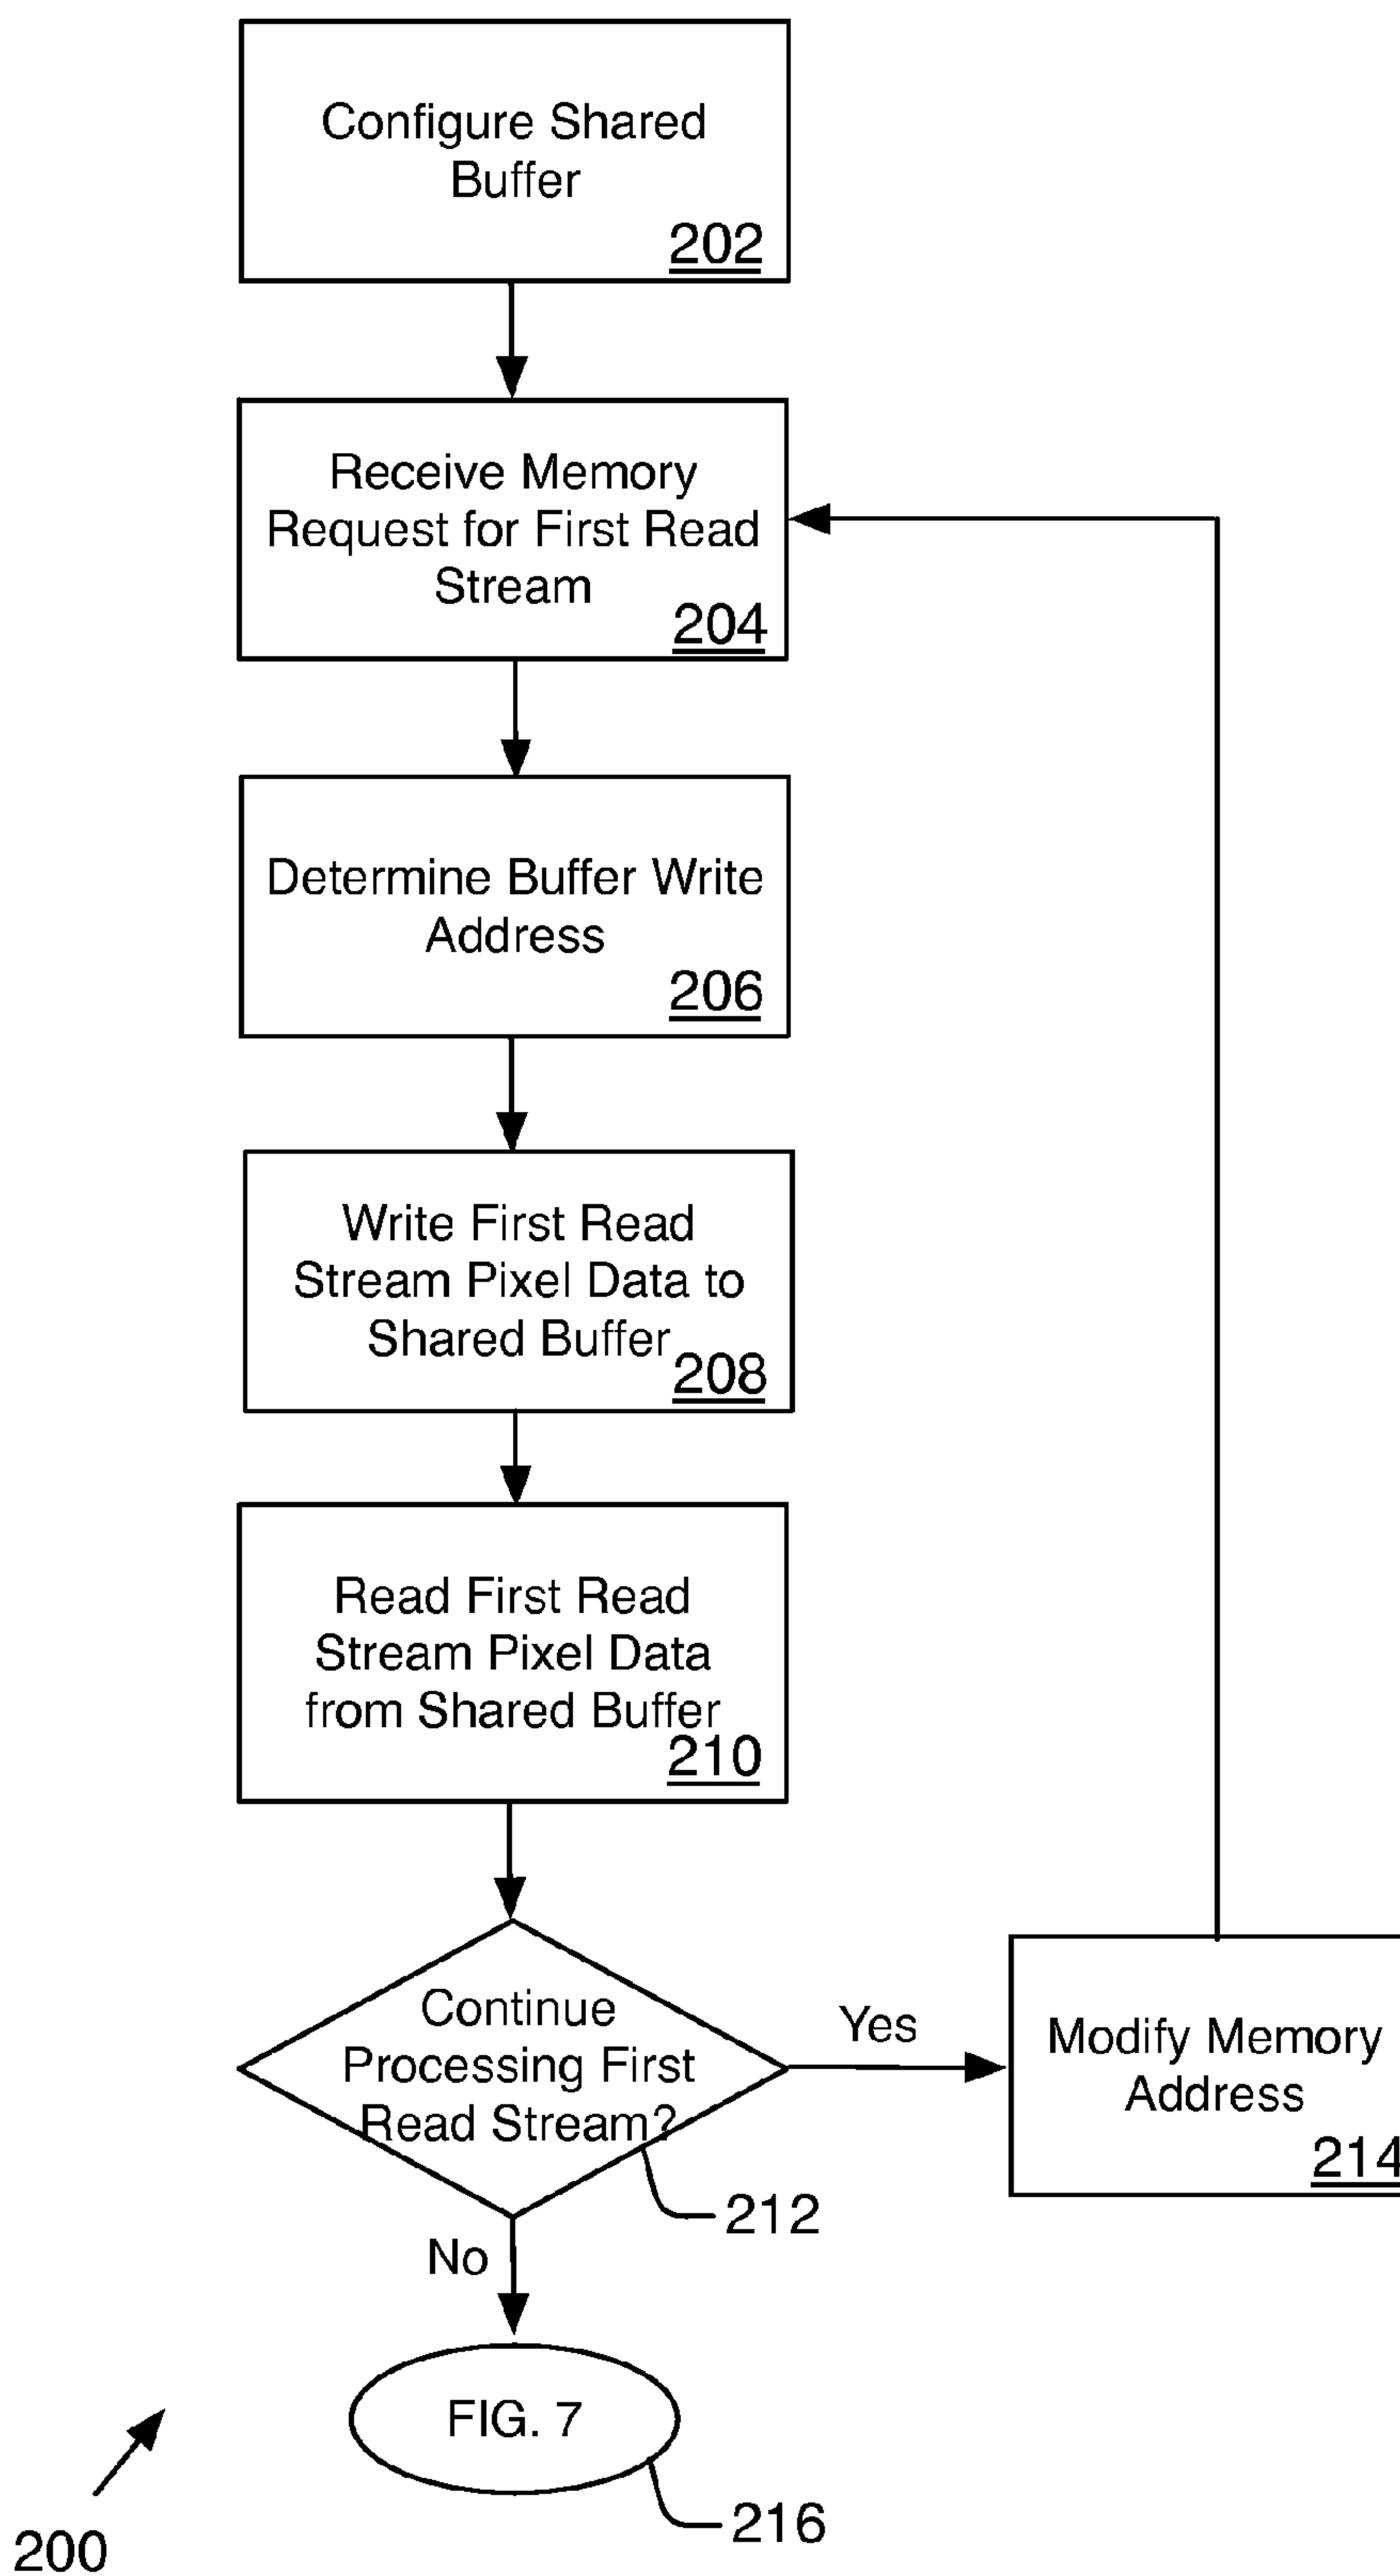 Configure Shared
Buffer
202
Receive Memory
Request for First Read
Stream
204
Determine Buffer Write
Address
206
Write First Read
Stream Pixel Data to
Shared Buffer
208
Read First Read
Stream Pixel Data
from Shared Buffer
210
Continue
Processing First
Read Stream?
212
Yes
Modify Memory
Address
214
No
FIG. 7
216
200